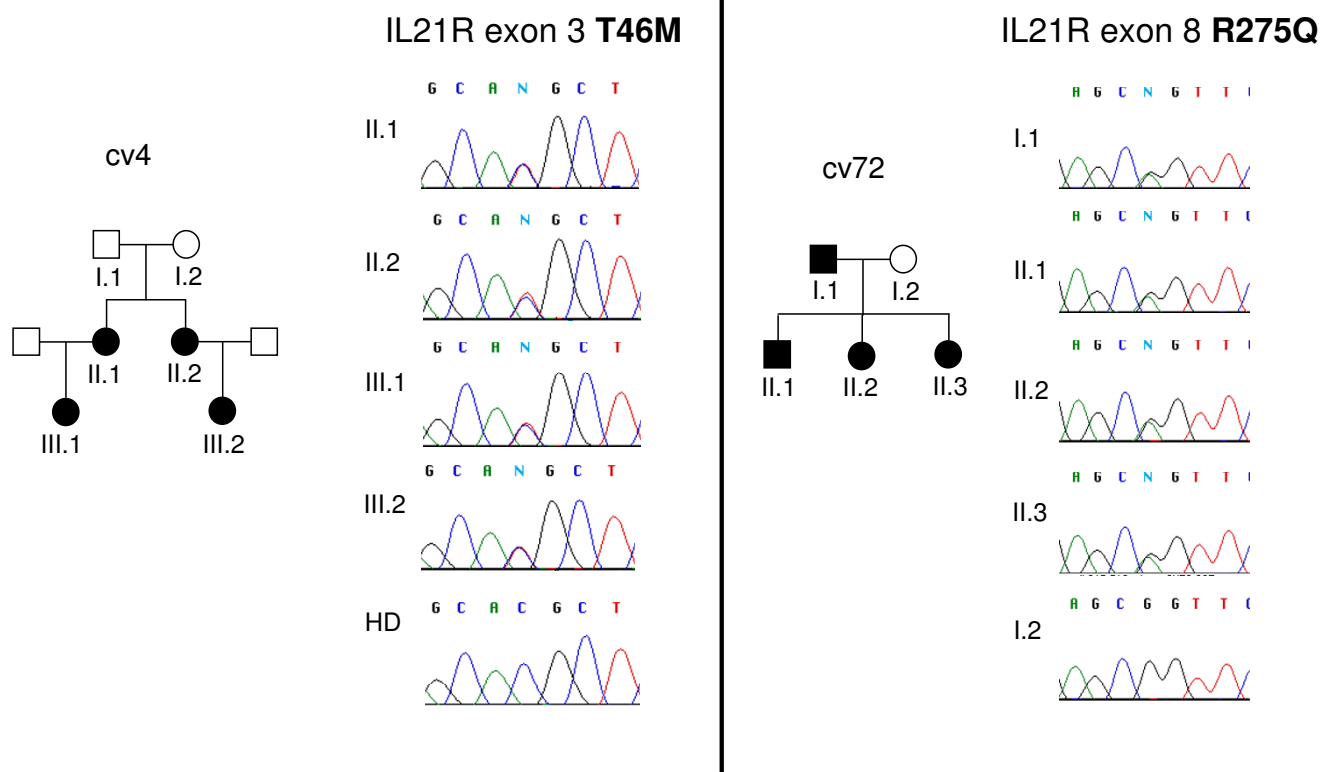 IL21R exon 3 T46M
cv4
I.1
I.2
II.1
II.2
III.1
III.2
II.1
G C A N G C T
II.2
G C A N G C T
III.1
G C A N G C T
III.2
G C A N G C T
HD
G C A C G C T
IL21R exon 8 R275Q
cv72
I.1
I.2
II.1
II.2
II.3
I.1
A G C N G T T
II.1
A G C N G T T
II.2
A G C N G T T
II.3
A G C N G T T
I.2
A G C G G T T